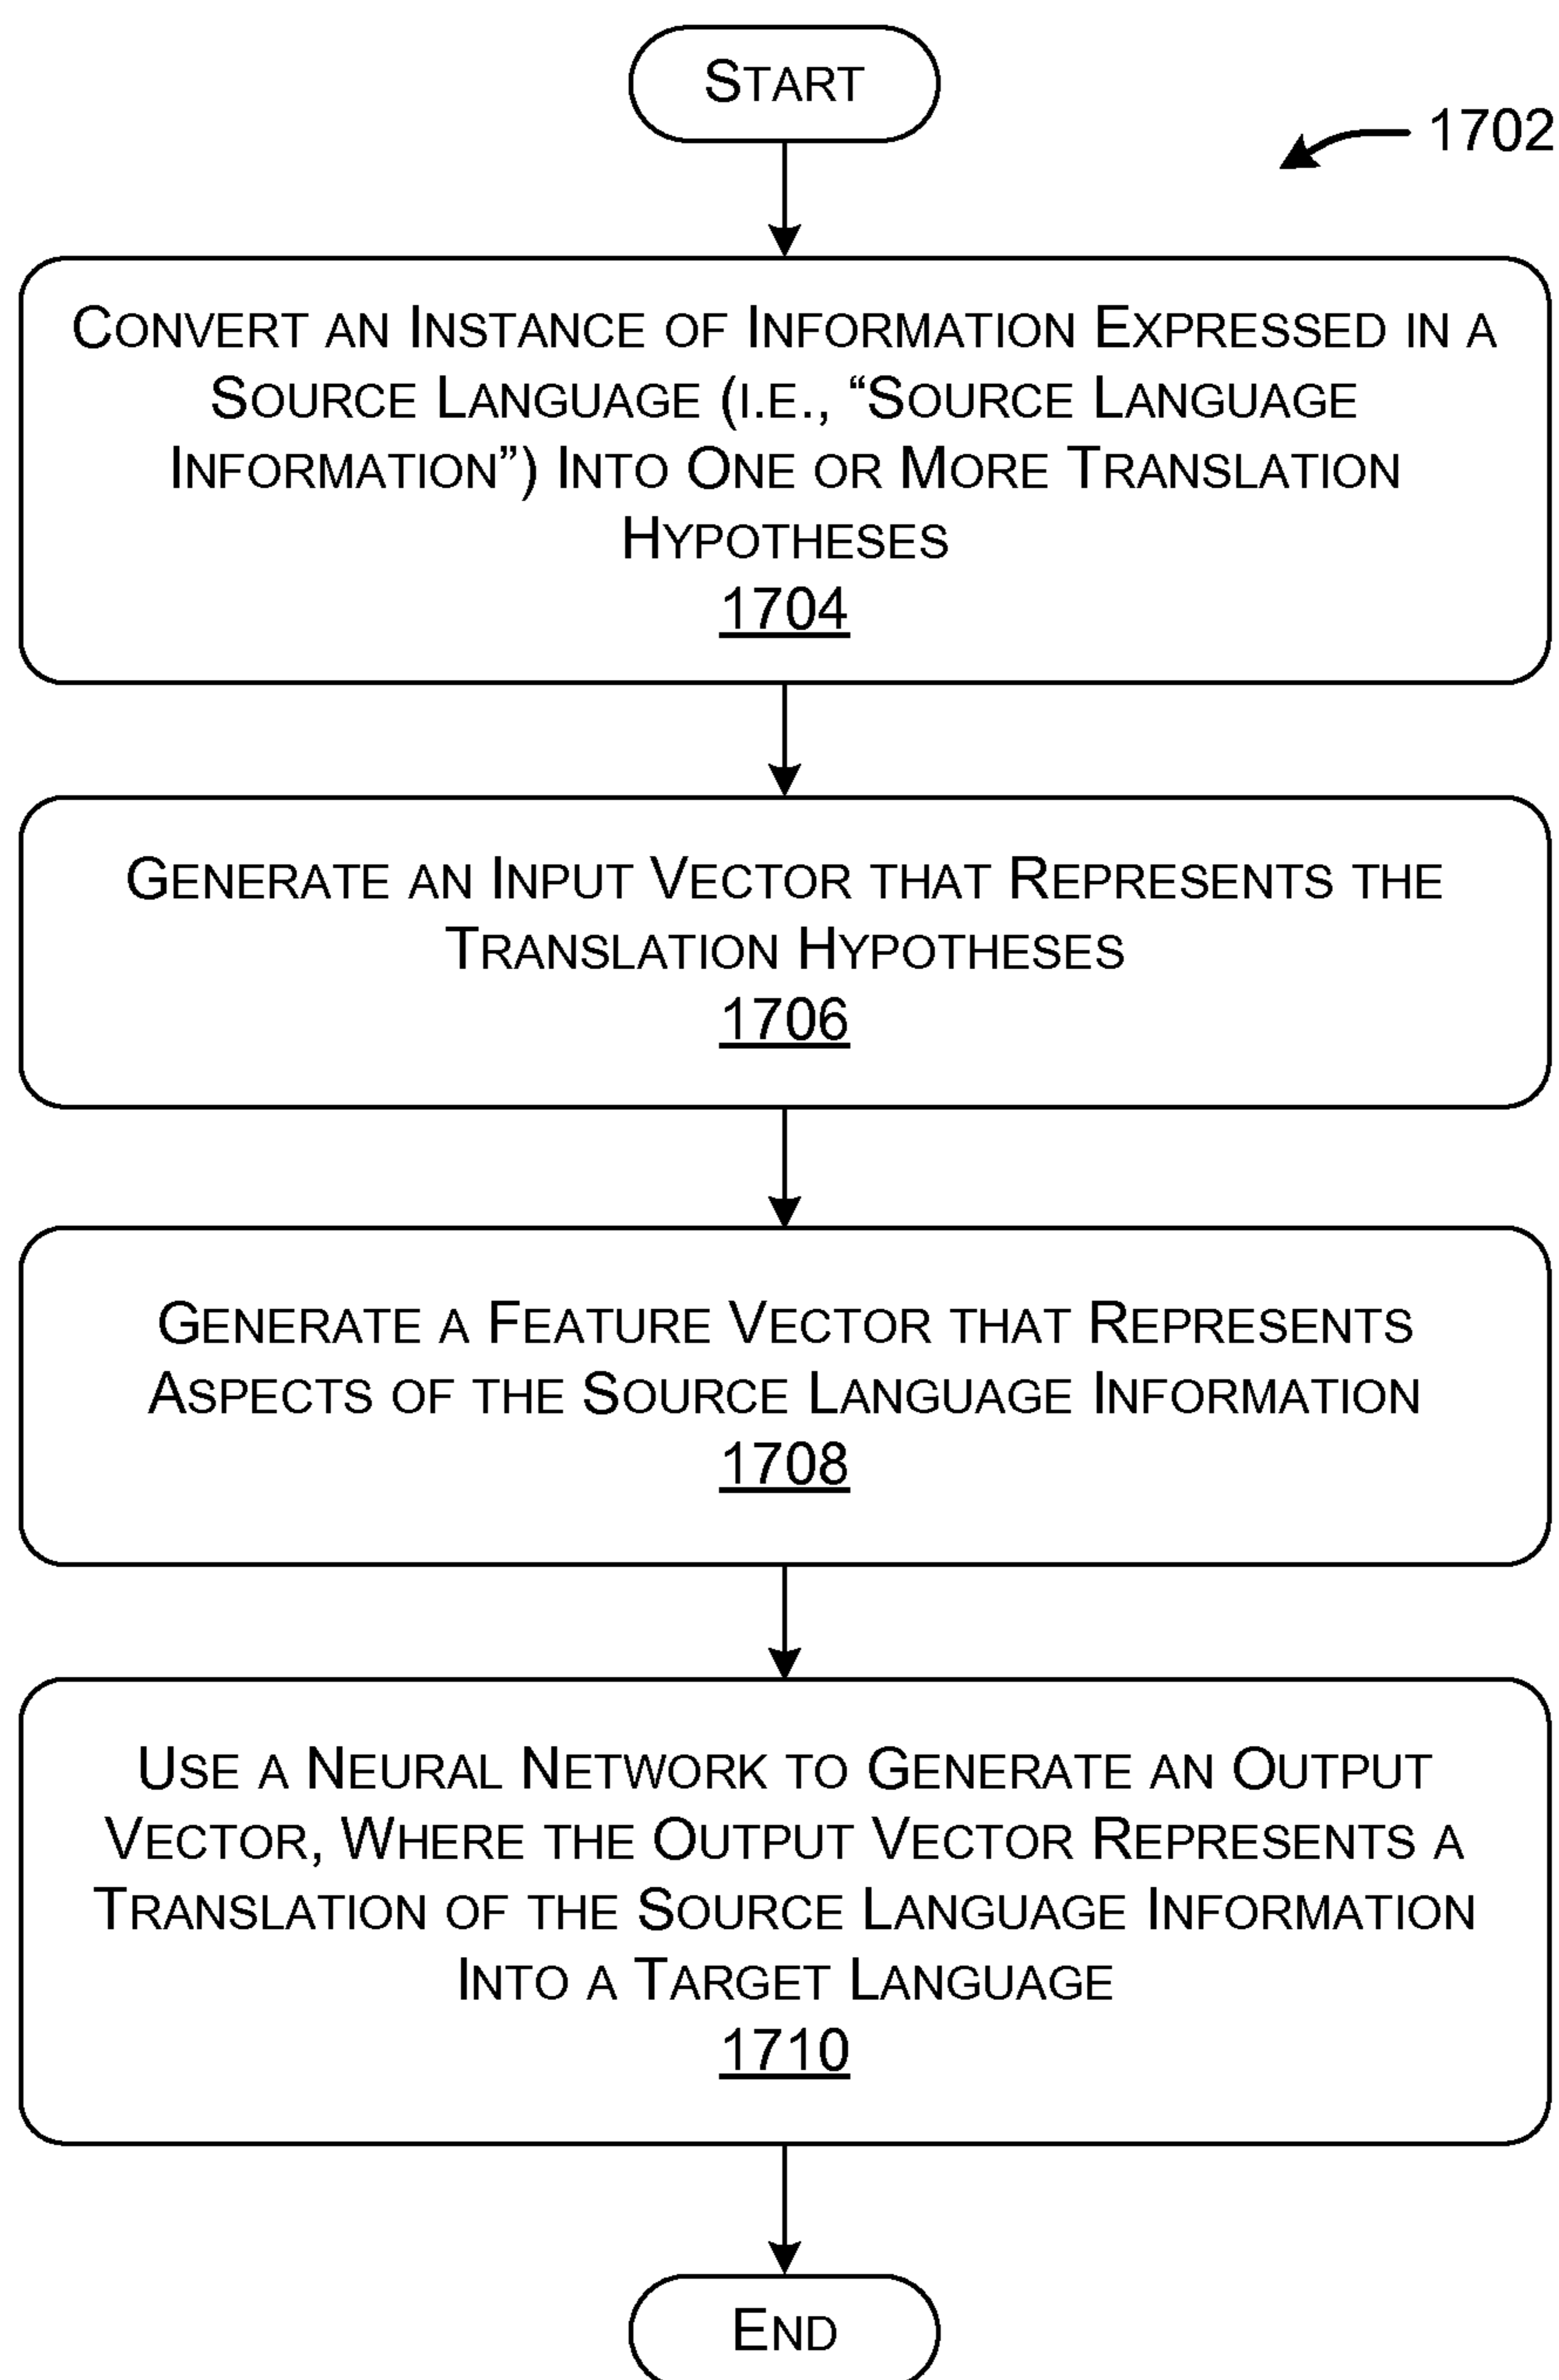 START
1702
CONVERT AN INSTANCE OF INFORMATION EXPRESSED IN A
SOURCE LANGUAGE (I.E., “SOURCE LANGUAGE
INFORMATION”) INTO ONE OR MORE TRANSLATION
HYPOTHESES
1704
GENERATE AN INPUT VECTOR THAT REPRESENTS THE
TRANSLATION HYPOTHESES
1706
GENERATE A FEATURE VECTOR THAT REPRESENTS
ASPECTS OF THE SOURCE LANGUAGE INFORMATION
1708
USE A NEURAL NETWORK TO GENERATE AN OUTPUT
VECTOR, WHERE THE OUTPUT VECTOR REPRESENTS A
TRANSLATION OF THE SOURCE LANGUAGE INFORMATION
INTO A TARGET LANGUAGE
1710
END